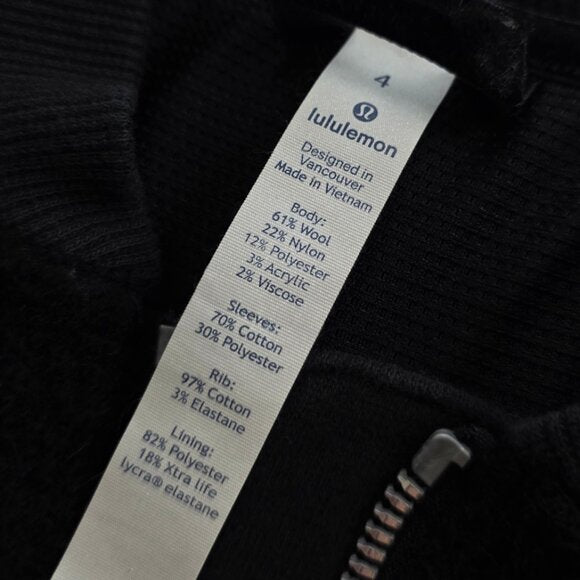 4
lululemon
Designed in
Vancouver
Made in Vietnam
Body:
61% Wool
22% Nylon
12% Polyester
3% Acrylic
2% Viscose
Sleeves:
70% Cotton
30% Polyester
Rib:
97% Cotton
3% Elastane
Lining:
82% Polyester
18% Xtra life
lycra® elastane